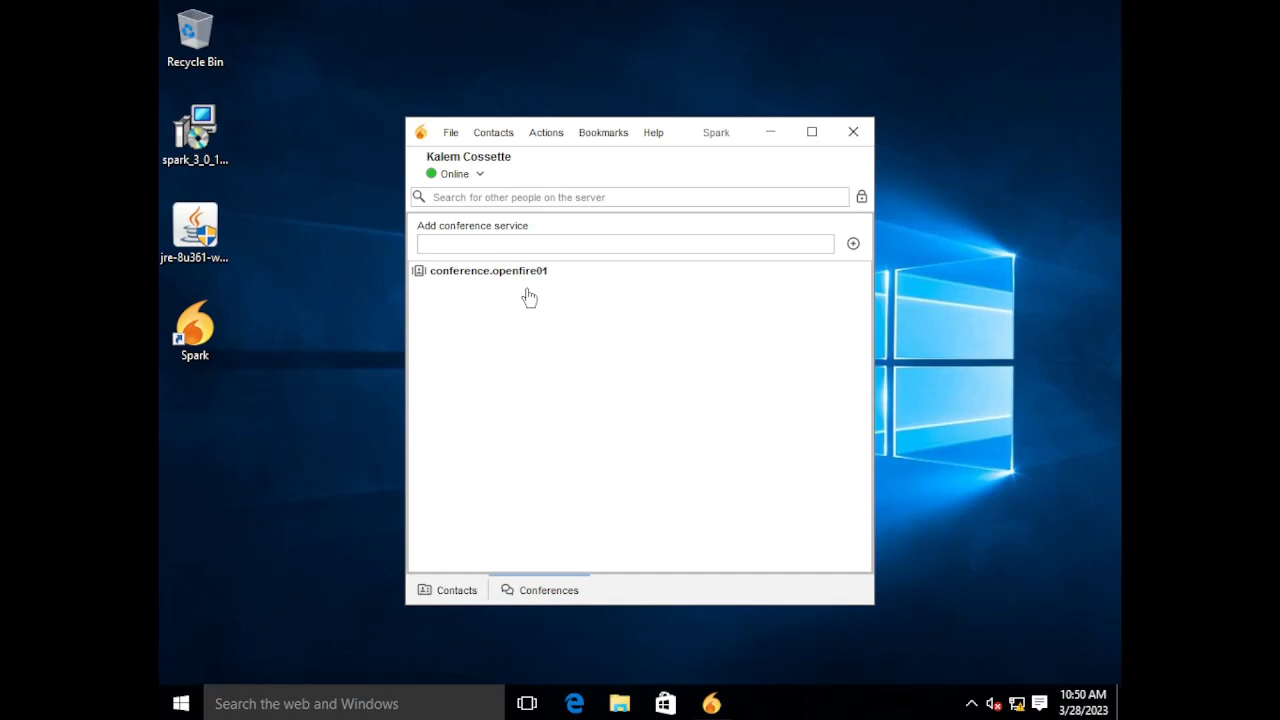 Recycle Bin
spark_3_0_1...
jre-8u361-w...
Spark
File Contacts Actions Bookmarks Help Spark
Kalem Cossette
Online
Search for other people on the server
Add conference service
conference.openfire01
Contacts Conferences
Search the web and Windows
10:50 AM
3/28/2023